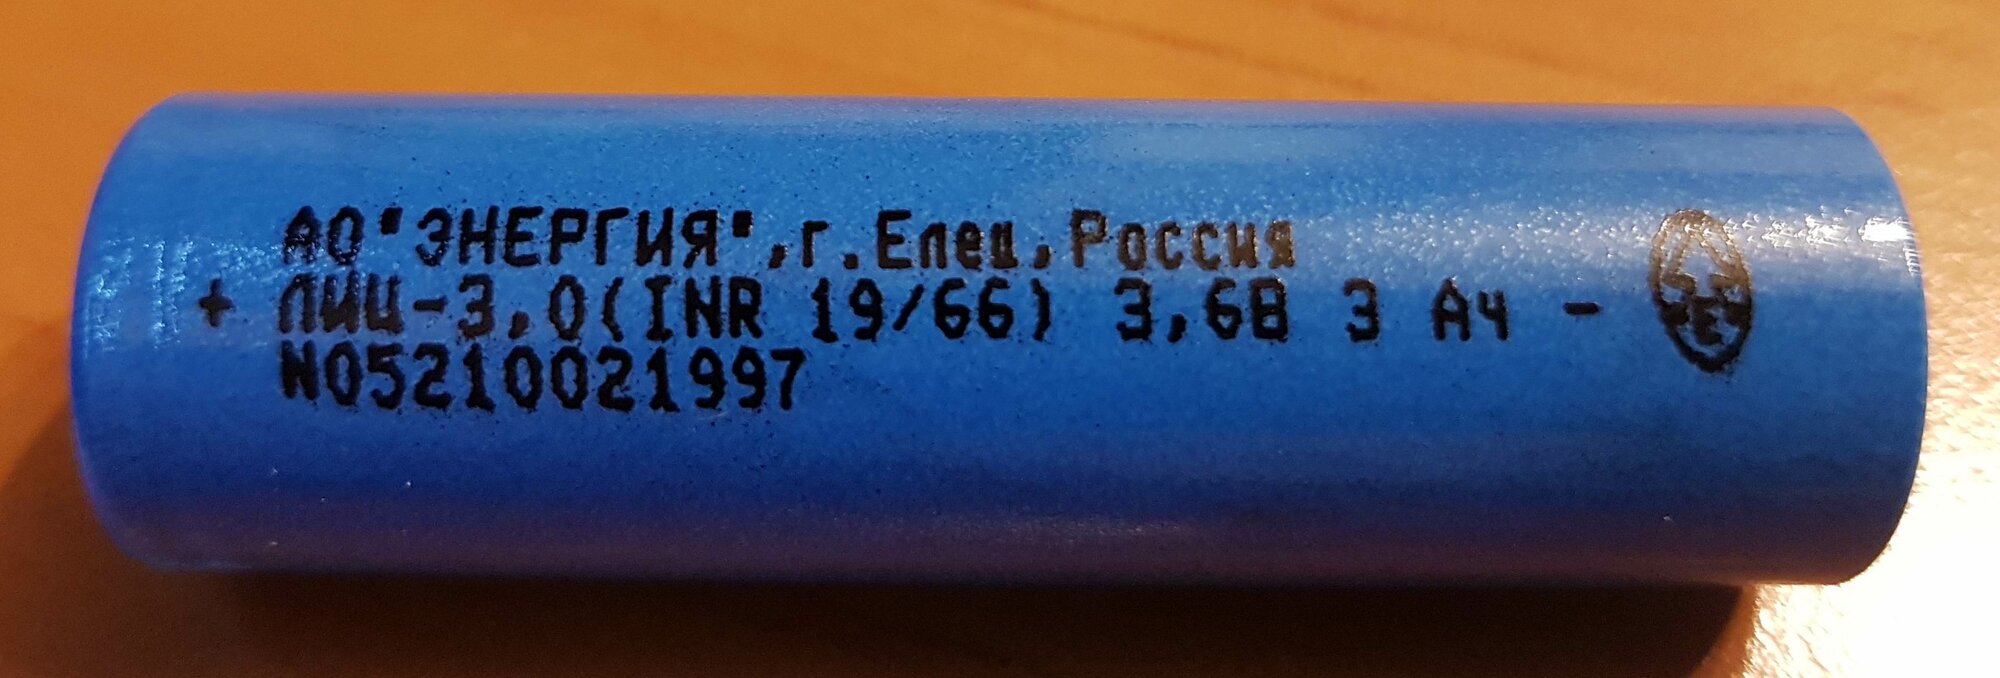 АО"ЭНЕРГИЯ",г.Елец,Россия
+ ЛИЦ-3,0(INR 19/66) 3,6В 3 Ач -
N05210021997